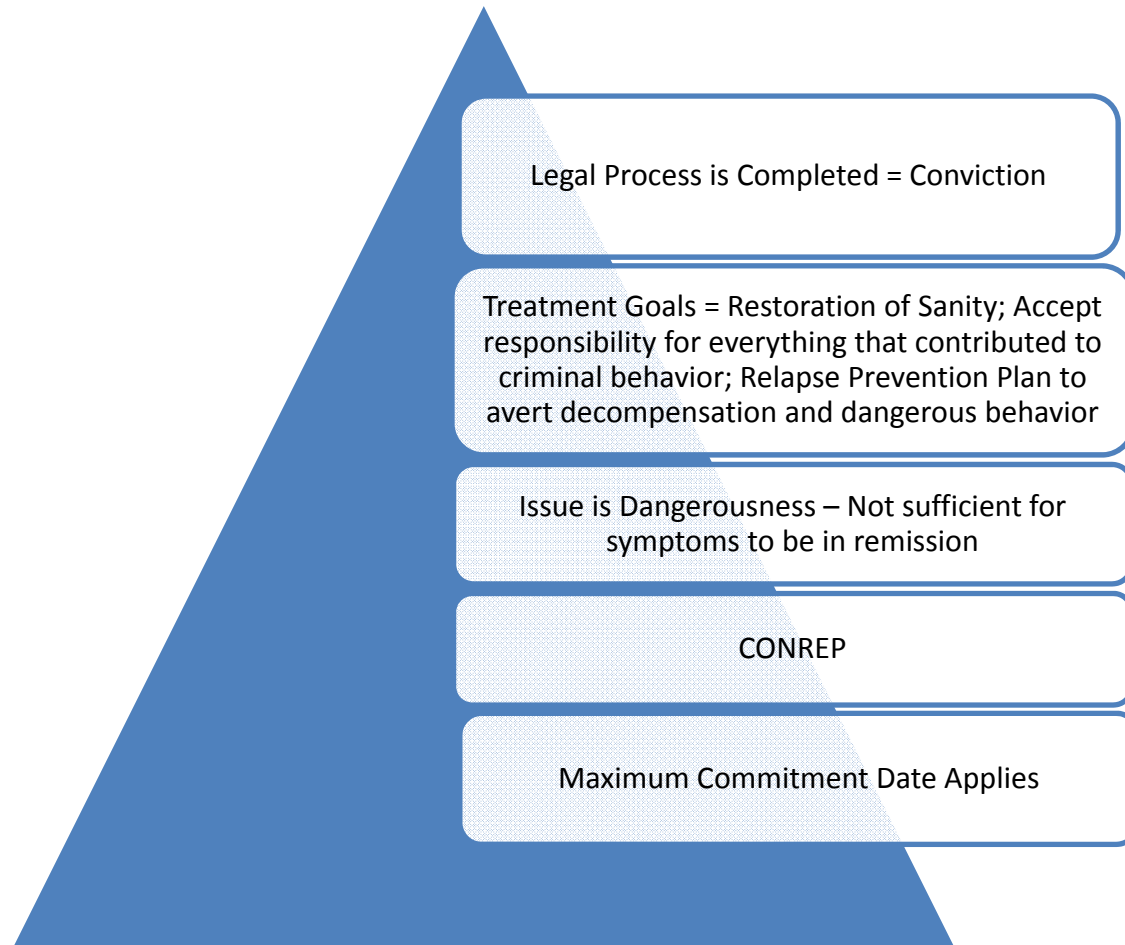 Legal Process is Completed = Conviction
Treatment Goals = Restoration of Sanity; Accept
responsibility for everything that contributed to
criminal behavior; Relapse Prevention Plan to
avert decompensation and dangerous behavior
Issue is Dangerousness – Not sufficient for
symptoms to be in remission
CONREP
Maximum Commitment Date Applies